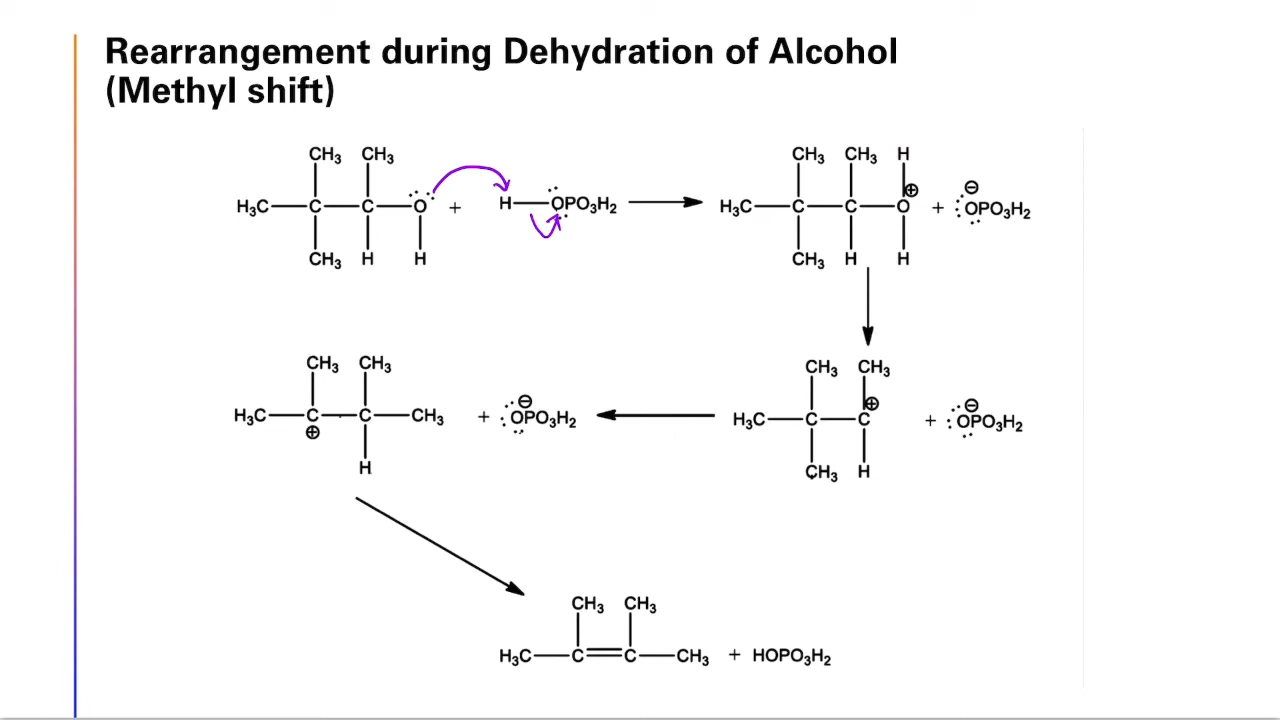 Rearrangement during Dehydration of Alcohol
(Methyl shift)
CH₃ CH₃ CH₃ CH₃ H
H₃C C C O + H OPO₃H₂ H₃C C C O ⊕ + ⊖ OPO₃H₂
CH₃ H H CH₃ H H
CH₃ CH₃ CH₃ CH₃
H₃C C C CH₃ + ⊖ OPO₃H₂ H₃C C C ⊕ + ⊖ OPO₃H₂
⊕
H CH₃ H
CH₃ CH₃
H₃C C C CH₃ + HOPO₃H₂